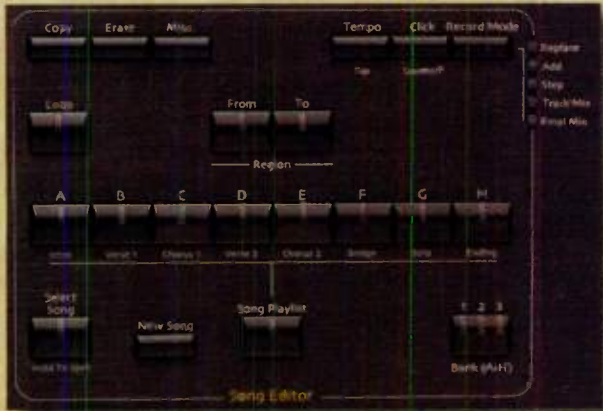 Copy Erase Misc
Tempo Click Record Mode
Replace
Add
Step
Track Mix
Final Mix
Tap Countoff
Loop
From To
Region
A B C D E F G H
Intro Verse 1 Chorus 1 Verse 2 Chorus 2 Bridge Ending
Select
Song
New Song
Song Playlist
1 2 3
Bank (A-H)
Song Editor